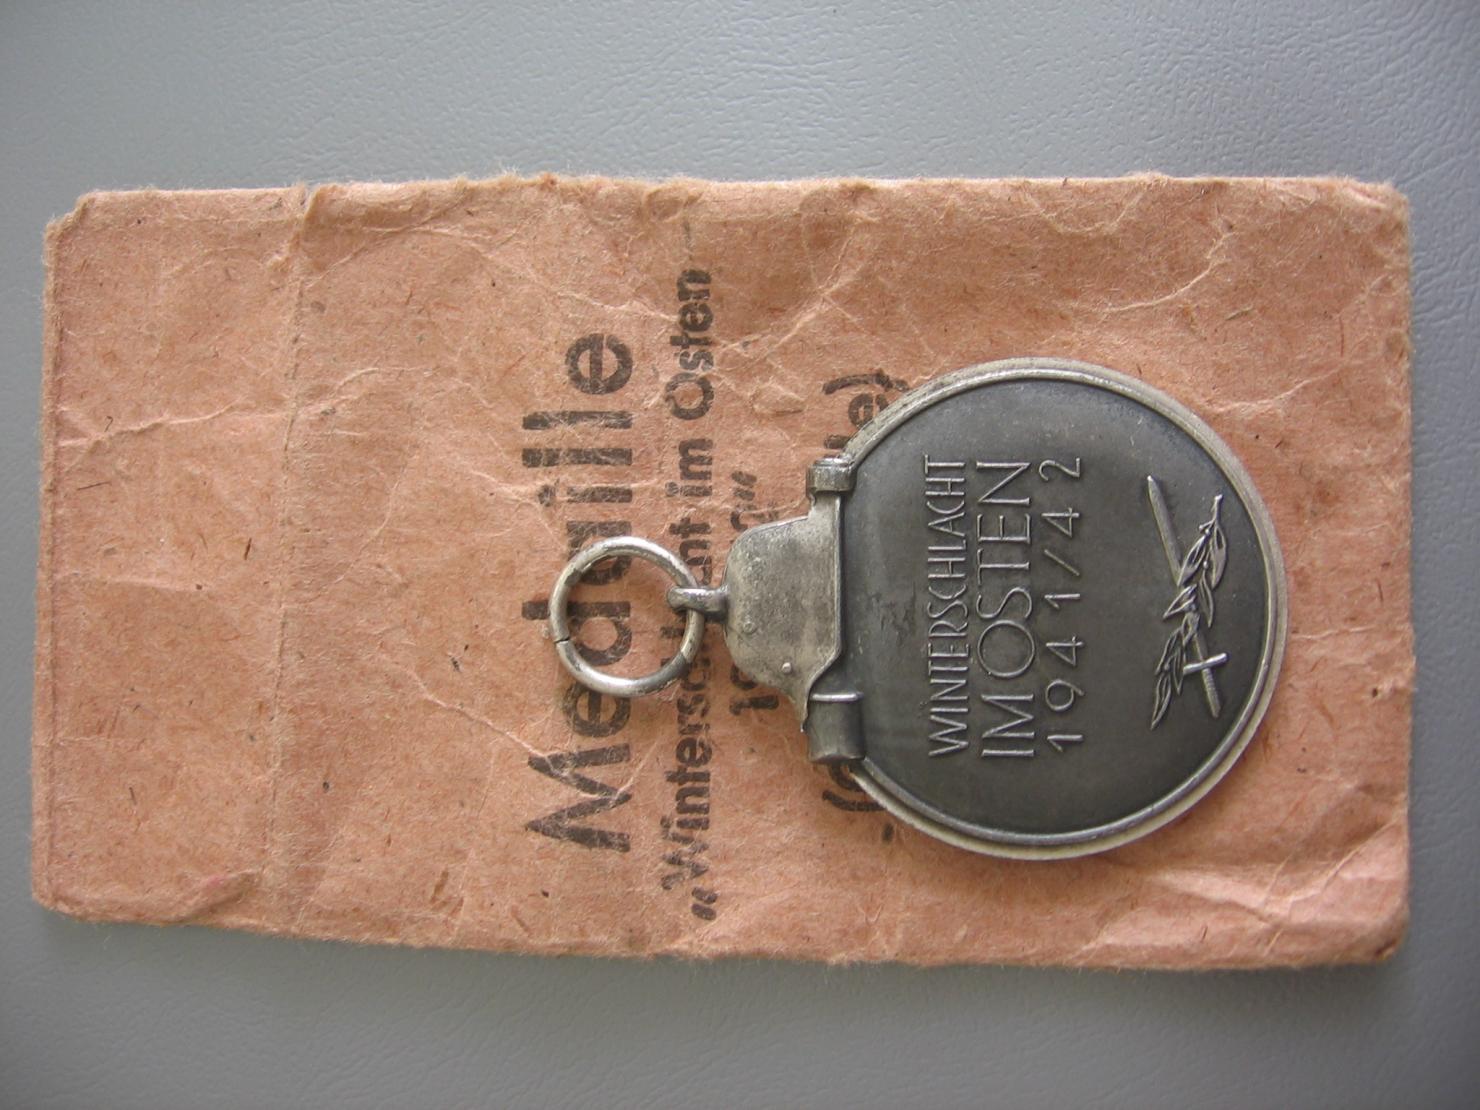 Medaille
„Winterschlacht im Osten
WINTERSCHLACHT
IM OSTEN
1941/42